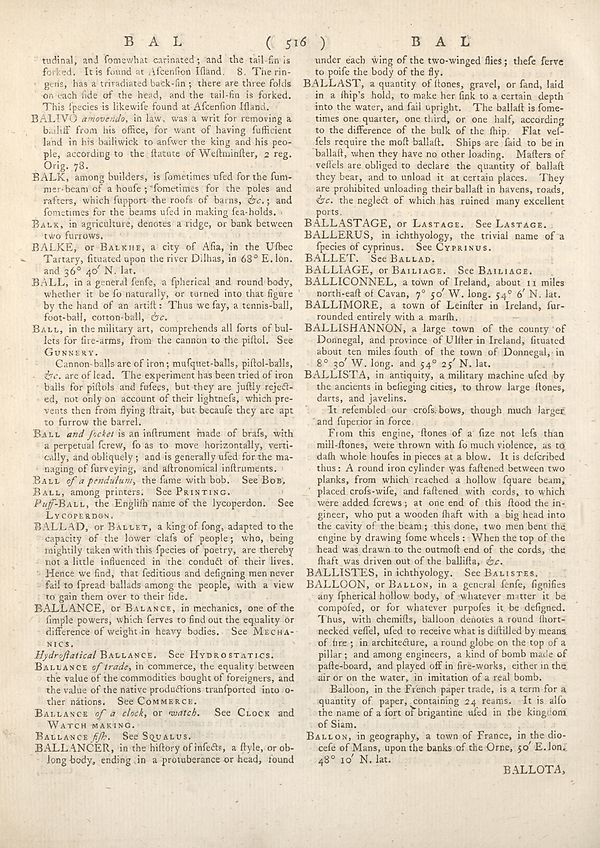 BAL ( 516 ) BAL
tudinal, and ſomewhat carinated; and the tail-fin is
forked. It is found at Aſcenſion Iſland. 8. The rin-
gens, has a triradiated back-fin; there are three folds
on each ſide of the head, and the tail-fin is forked.
This ſpecies is likewiſe found at Aſcenſion Iſland.
BALIVO amovendo, in law, was a writ for removing a
bailiff from his office, for want of having ſufficient
land in his bailiwick to anſwer the king and his peo-
ple, according to the ſtatute of Weſtminſter, 2 reg.
Orig. 78.
BALK, among builders, is ſometimes uſed for the ſum-
mer-beam of a houſe; ſometimes for the poles and
rafters, which ſupport the roofs of barns, &c.; and
ſometimes for the beams uſed in making ſea-holds.
BALK, in agriculture, denotes a ridge, or bank between
two furrows.
BALKE, or BALKHE, a city of Aſia, in the Uſbec
Tartary, ſituated upon the river Dilhas, in 68° E. lon.
and 36° 40′ N. lat.
BALL, in a general ſenſe, a ſpherical and round body,
whether it be ſo naturally, or turned into that figure
by the hand of an artiſt: Thus we ſay, a tennis-ball,
foot-ball, cotton-ball, &c.
BALL, in the military art, comprehends all ſorts of bul-
lets for fire-arms, from the cannon to the piſtol. See
GUNNERY.
Cannon-balls are of iron; muſquet-balls, piſtol-balls,
&c. are of lead. The experiment has been tried of iron
balls for piſtols and fuſees, but they are juſtly reject-
ed, not only on account of their lightneſs, which pre-
vents them from flying ſtrait, but becauſe they are apt
to furrow the barrel.
BALL and ſocket is an inſtrument made of braſs, with
a perpetual ſcrew, ſo as to move horizontally, verti-
cally, and obliquely; and is generally uſed for the ma-
naging of ſurveying, and aſtronomical inſtruments.
BALL of a pendulum, the ſame with bob. See BOB.
BALL, among printers. See PRINTING.
Puff-BALL, the Engliſh name of the lycoperdon. See
LYCOPERDON.
BALLAD, or BALLET, a king of ſong, adapted to the
capacity of the lower claſs of people; who, being
mightily taken with this ſpecies of poetry, are thereby
not a little influenced in the conduct of their lives.
Hence we find, that ſeditious and deſigning men never
fail to ſpread ballads among the people, with a view
to gain them over to their ſide.
BALLANCE, or BALANCE, in mechanics, one of the
ſimple powers, which ſerves to find out the equality or
difference of weight in heavy bodies. See MECHA-
NICS.
Hydroſtatical BALLANCE. See HYDROSTATICS.
BALLANCE of trade, in commerce, the equality between
the value of the commodities bought of foreigners, and
the value of the native productions tranſported into o-
ther nations. See COMMERCE.
BALLANCE of a clock, or watch. See CLOCK and
WATCH MAKING.
BALLANCE fiſh. See SQUALUS.
BALLANCER, in the hiſtory of inſects, a ſtyle, or ob-
long body, ending in a protuberance or head, found
under each wing of the two-winged flies; theſe ſerve
to poiſe the body of the fly.
BALLAST, a quantity of ſtones, gravel, or ſand, laid
in a ſhip's hold, to make her ſink to a certain depth
into the water, and ſail upright. The ballaſt is ſome-
times one quarter, one third, or one half, according
to the difference of the bulk of the ſhip. Flat veſ-
ſels require the moſt ballaſt. Ships are ſaid to be in
ballaſt, when they have no other loading. Maſters of
veſſels are obliged to declare the quantity of ballaſt
they bear, and to unload it at certain places. They
are prohibited unloading their ballaſt in havens, roads,
&c. the neglect of which has ruined many excellent
ports.
BALLASTAGE, or LASTAGE. See LASTAGE.
BALLERUS, in ichthyology, the trivial name of a
ſpecies of cyprinus. See CYPRINUS.
BALLET. See BALLAD.
BALLIAGE, or BAILIAGE. See BAILIAGE.
BALLICONNEL, a town of Ireland, about 11 miles
north-eaſt of Cavan, 7° 50′ W. long. 54° 6′ N. lat.
BALLIMORE, a town of Leinſter in Ireland, ſur-
rounded entirely with a marſh.
BALLISHANNON, a large town of the county of
Donnegal, and province of Ulſter in Ireland, ſituated
about ten miles ſouth of the town of Donnegal, in
8° 30′ W. long. and 54° 25′ N. lat.
BALLISTA, in antiquity, a military machine uſed by
the ancients in beſieging cities, to throw large ſtones,
darts, and javelins.
It reſembled our croſs-bows, though much larger
and ſuperior in force.
From this engine, ſtones of a ſize not leſs than
mill-ſtones, were thrown with ſo much violence, as to
daſh whole houſes in pieces at a blow. It is deſcribed
thus: A round iron cylinder was faſtened between two
planks, from which reached a hollow ſquare beam,
placed croſs-wiſe, and faſtened with cords, to which
were added ſcrews; at one end of this ſtood the in-
gineer, who put a wooden ſhaft with a big head into
the cavity of the beam; this done, two men bent the
engine by drawing ſome wheels: When the top of the
head was drawn to the outmoſt end of the cords, the
ſhaft was driven out of the balliſta, &c.
BALLISTES, in ichthyology. See BALISTES.
BALLOON, or BALLON, in a general ſenſe, ſignifies
any ſpherical hollow body, of whatever matter it be
compoſed, or for whatever purpoſes it be deſigned.
Thus, with chemiſts, balloon denotes a round ſhort-
necked veſſel, uſed to receive what is diſtilled by means
of fire; in architecture, a round globe on the top of a
pillar; and among engineers, a kind of bomb made of
paſte-board, and played off in fire-works, either in the
air or on the water, in imitation of a real bomb.
Balloon, in the French paper trade, is a term for a
quantity of paper, containing 24 reams. It is alſo
the name of a ſort of brigantine uſed in the kingdom
of Siam.
BALLON, in geography, a town of France, in the dio-
ceſe of Mans, upon the banks of the Orne, 50′ E. lon.
48° 10′ N. lat.
BALLOTA,